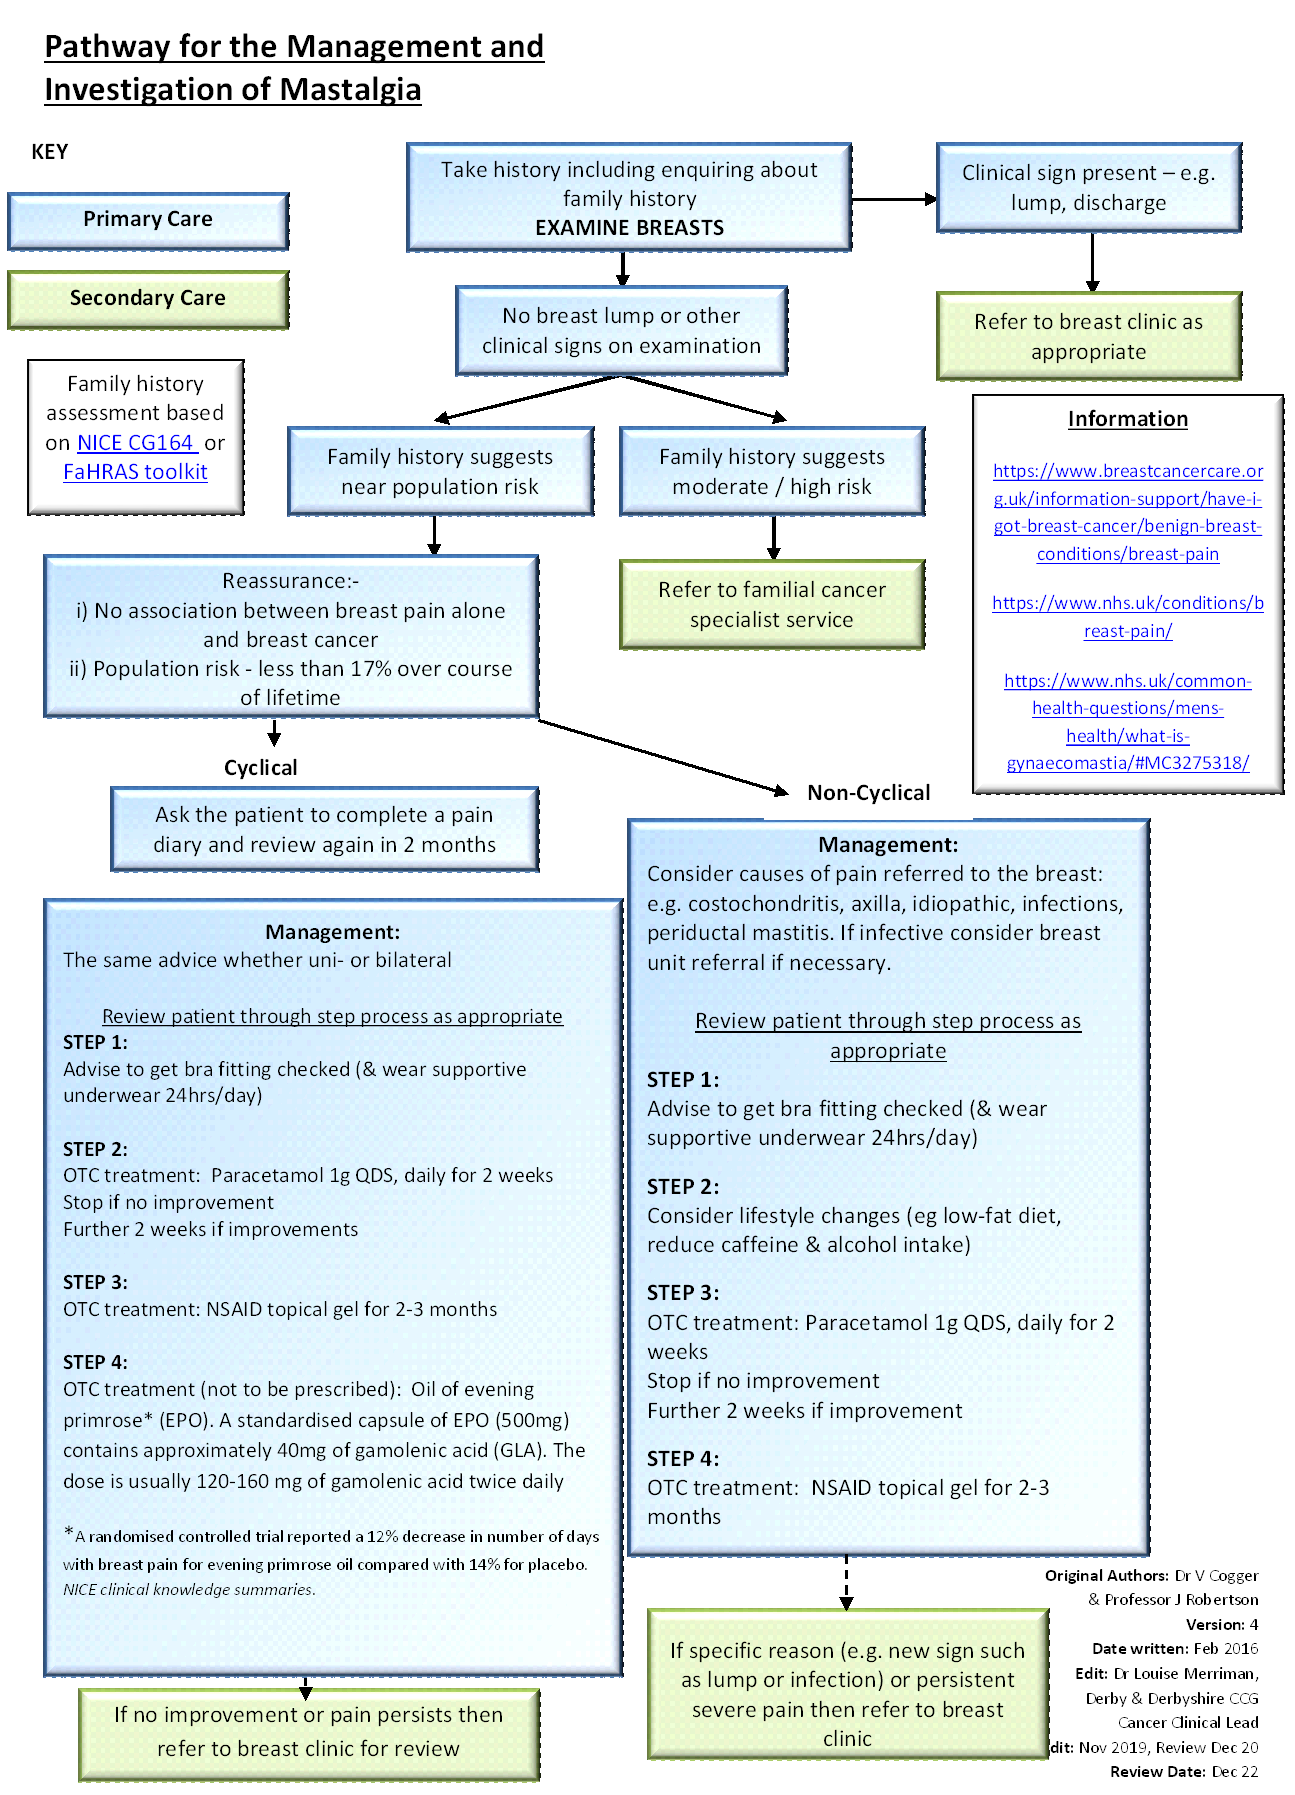 Pathway for the Management and
Investigation of Mastalgia
KEY
Primary Care
Secondary Care
Family history
assessment based
on NICE CG164 or
FaHRAS toolkit
Take history including enquiring about
family history
EXAMINE BREASTS
Clinical sign present – e.g.
lump, discharge
No breast lump or other
clinical signs on examination
Refer to breast clinic as
appropriate
Family history suggests
near population risk
Family history suggests
moderate / high risk
Information
https://www.breastcancercare.or
g.uk/information-support/have-i-
got-breast-cancer/benign-breast-
conditions/breast-pain
https://www.nhs.uk/conditions/b
reast-pain/
https://www.nhs.uk/common-
health-questions/mens-
health/what-is-
gynaecomastia/#MC3275318/
Reassurance:-
i) No association between breast pain alone
and breast cancer
ii) Population risk - less than 17% over course
of lifetime
Refer to familial cancer
specialist service
Cyclical
Non-Cyclical
Ask the patient to complete a pain
diary and review again in 2 months
Management:
The same advice whether uni- or bilateral
Review patient through step process as appropriate
STEP 1:
Advise to get bra fitting checked (& wear supportive
underwear 24hrs/day)
STEP 2:
OTC treatment: Paracetamol 1g QDS, daily for 2 weeks
Stop if no improvement
Further 2 weeks if improvements
STEP 3:
OTC treatment: NSAID topical gel for 2-3 months
STEP 4:
OTC treatment (not to be prescribed): Oil of evening
primrose* (EPO). A standardised capsule of EPO (500mg)
contains approximately 40mg of gamolenic acid (GLA). The
dose is usually 120-160 mg of gamolenic acid twice daily
*A randomised controlled trial reported a 12% decrease in number of days
with breast pain for evening primrose oil compared with 14% for placebo.
NICE clinical knowledge summaries.
If no improvement or pain persists then
refer to breast clinic for review
Management:
Consider causes of pain referred to the breast:
e.g. costochondritis, axilla, idiopathic, infections,
periductal mastitis. If infective consider breast
unit referral if necessary.
Review patient through step process as
appropriate
STEP 1:
Advise to get bra fitting checked (& wear
supportive underwear 24hrs/day)
STEP 2:
Consider lifestyle changes (eg low-fat diet,
reduce caffeine & alcohol intake)
STEP 3:
OTC treatment: Paracetamol 1g QDS, daily for 2
weeks
Stop if no improvement
Further 2 weeks if improvement
STEP 4:
OTC treatment: NSAID topical gel for 2-3
months
If specific reason (e.g. new sign such
as lump or infection) or persistent
severe pain then refer to breast
clinic
Original Authors: Dr V Cogger
& Professor J Robertson
Version: 4
Date written: Feb 2016
Edit: Dr Louise Merriman,
Derby & Derbyshire CCG
Cancer Clinical Lead
dit: Nov 2019, Review Dec 20
Review Date: Dec 22